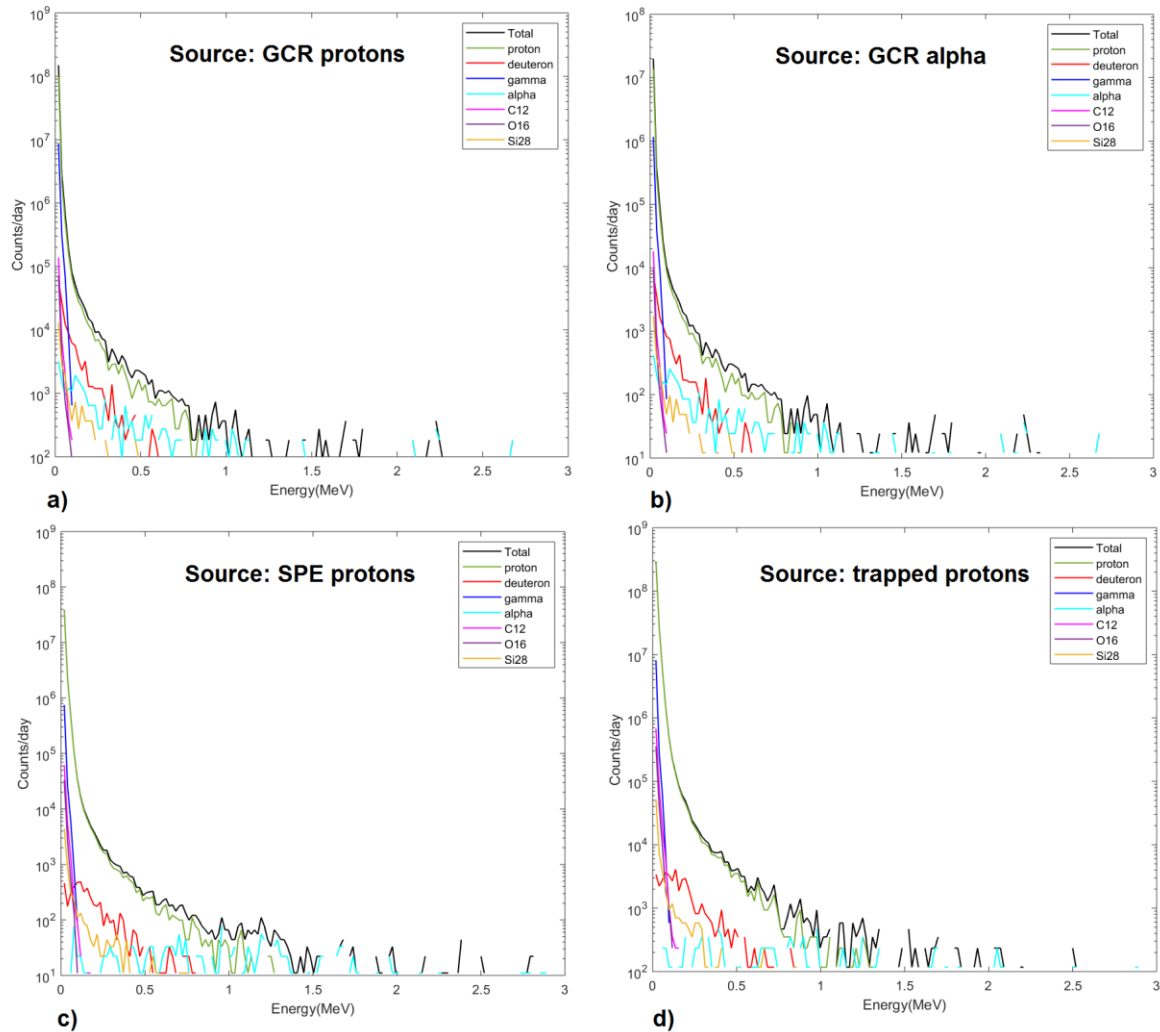 Source: GCR protons
Total
proton
deuteron
gamma
alpha
C12
O16
Si28
10^9
10^8
10^7
10^6
10^5
10^4
10^3
10^2
Counts/day
0 0.5 1 1.5 2 2.5 3
Energy(MeV)
a)
Source: GCR alpha
Total
proton
deuteron
gamma
alpha
C12
O16
Si28
10^8
10^7
10^6
10^5
10^4
10^3
10^2
10^1
Counts/day
0 0.5 1 1.5 2 2.5 3
Energy(MeV)
b)
Source: SPE protons
Total
proton
deuteron
gamma
alpha
C12
O16
Si28
10^9
10^8
10^7
10^6
10^5
10^4
10^3
10^2
10^1
Counts/day
0 0.5 1 1.5 2 2.5 3
Energy(MeV)
c)
Source: trapped protons
Total
proton
deuteron
gamma
alpha
C12
O16
Si28
10^9
10^8
10^7
10^6
10^5
10^4
10^3
10^2
Counts/day
0 0.5 1 1.5 2 2.5 3
Energy(MeV)
d)